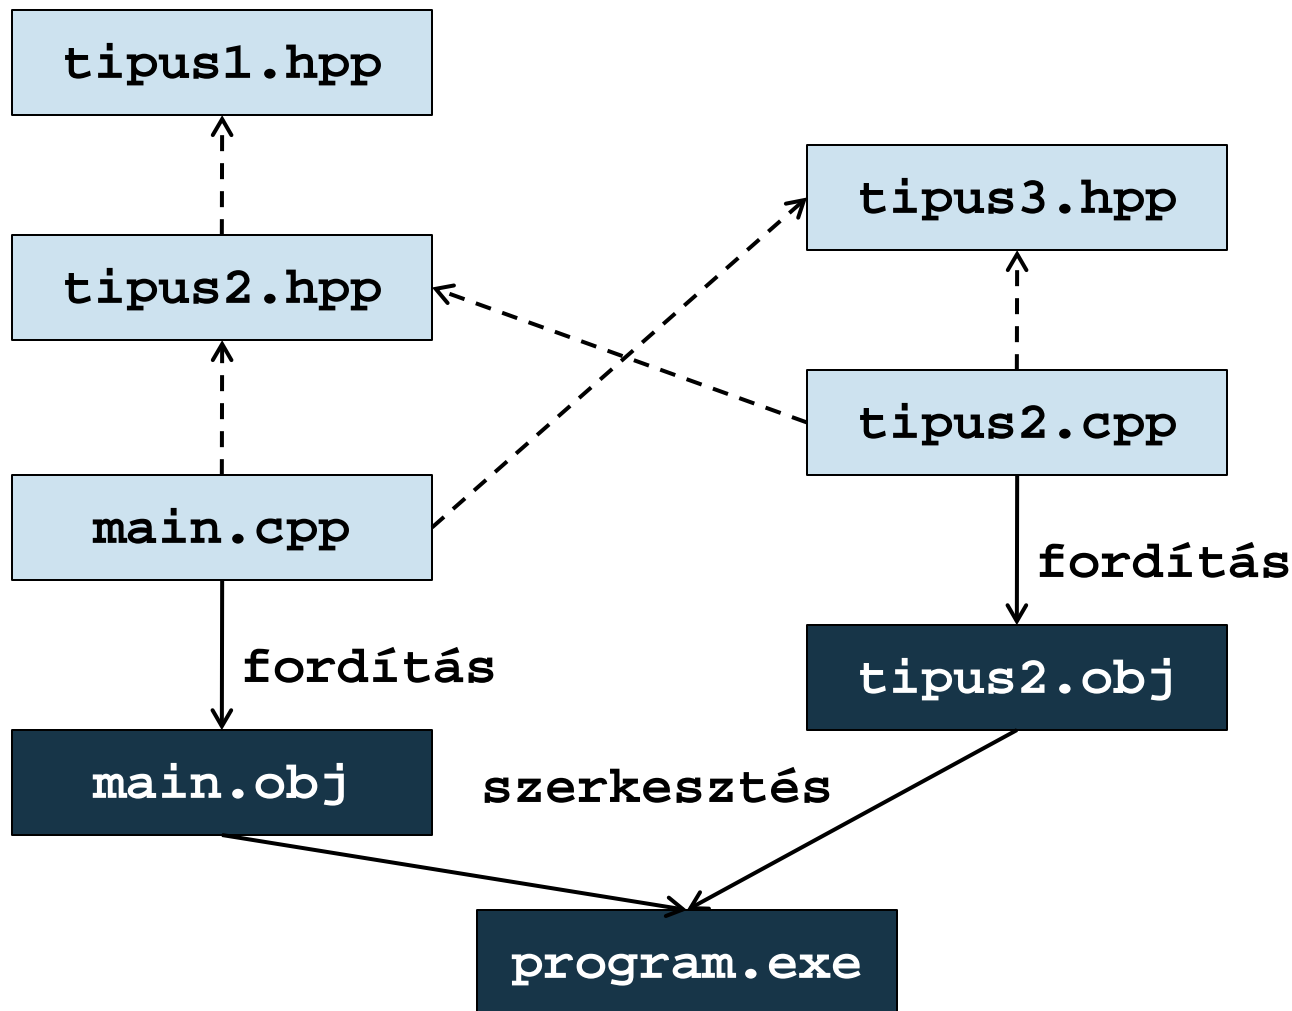 tipus1.hpp
tipus3.hpp
tipus2.hpp
tipus2.cpp
main.cpp
fordítás
fordítás
tipus2.obj
main.obj
szerkesztés
program.exe